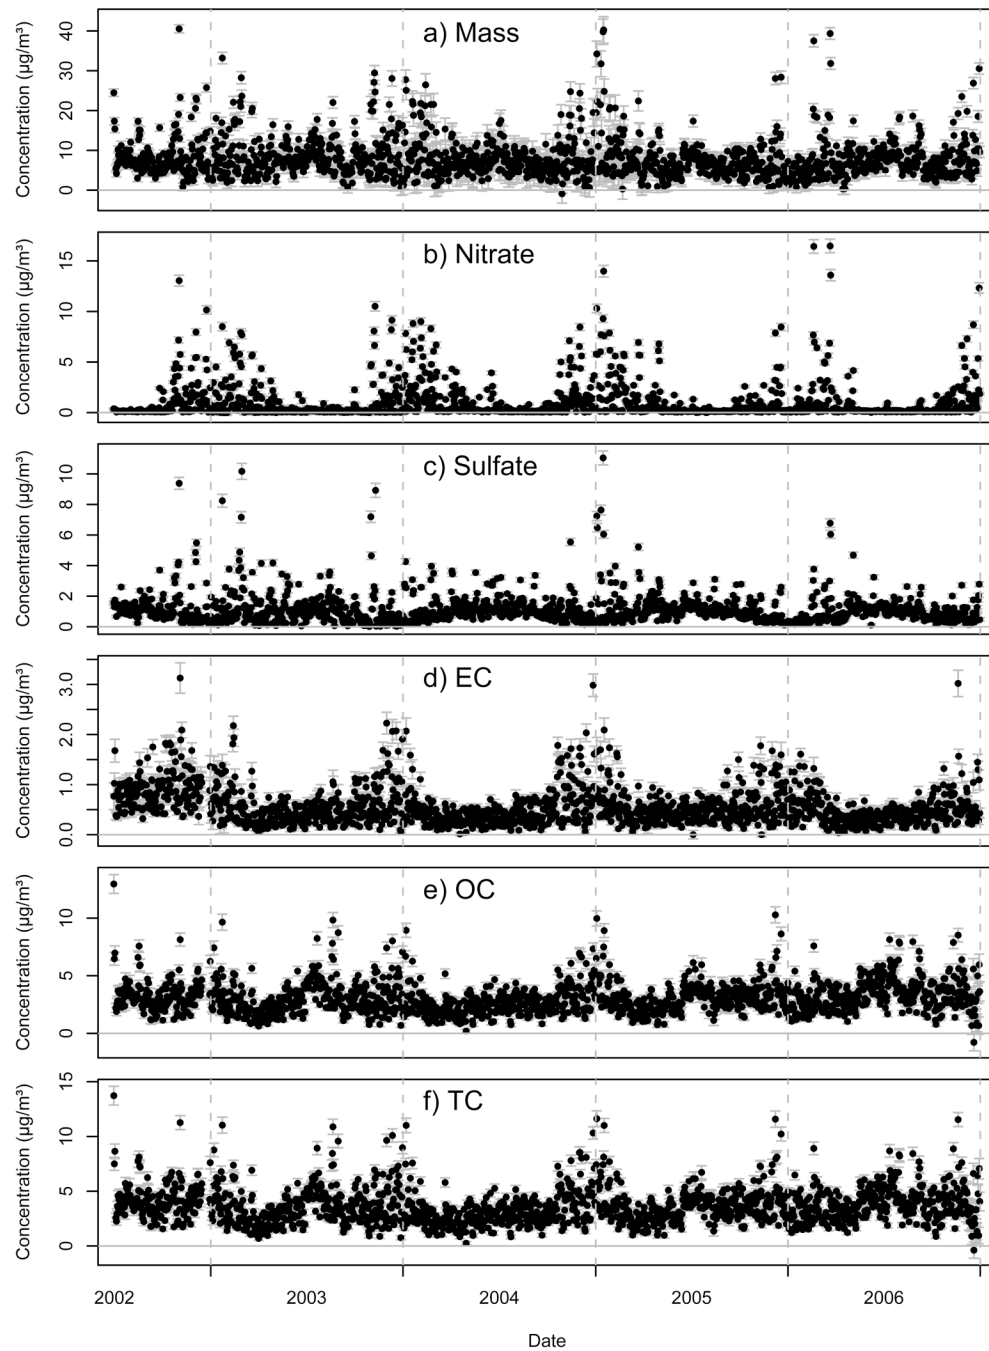 a) Mass
Concentration (µg/m³)
40
30
20
10
0
b) Nitrate
Concentration (µg/m³)
15
10
5
0
c) Sulfate
Concentration (µg/m³)
10
8
6
4
2
0
d) EC
Concentration (µg/m³)
3.0
2.0
1.0
0.0
e) OC
Concentration (µg/m³)
10
5
0
f) TC
Concentration (µg/m³)
15
10
5
0
2002 2003 2004 2005 2006
Date